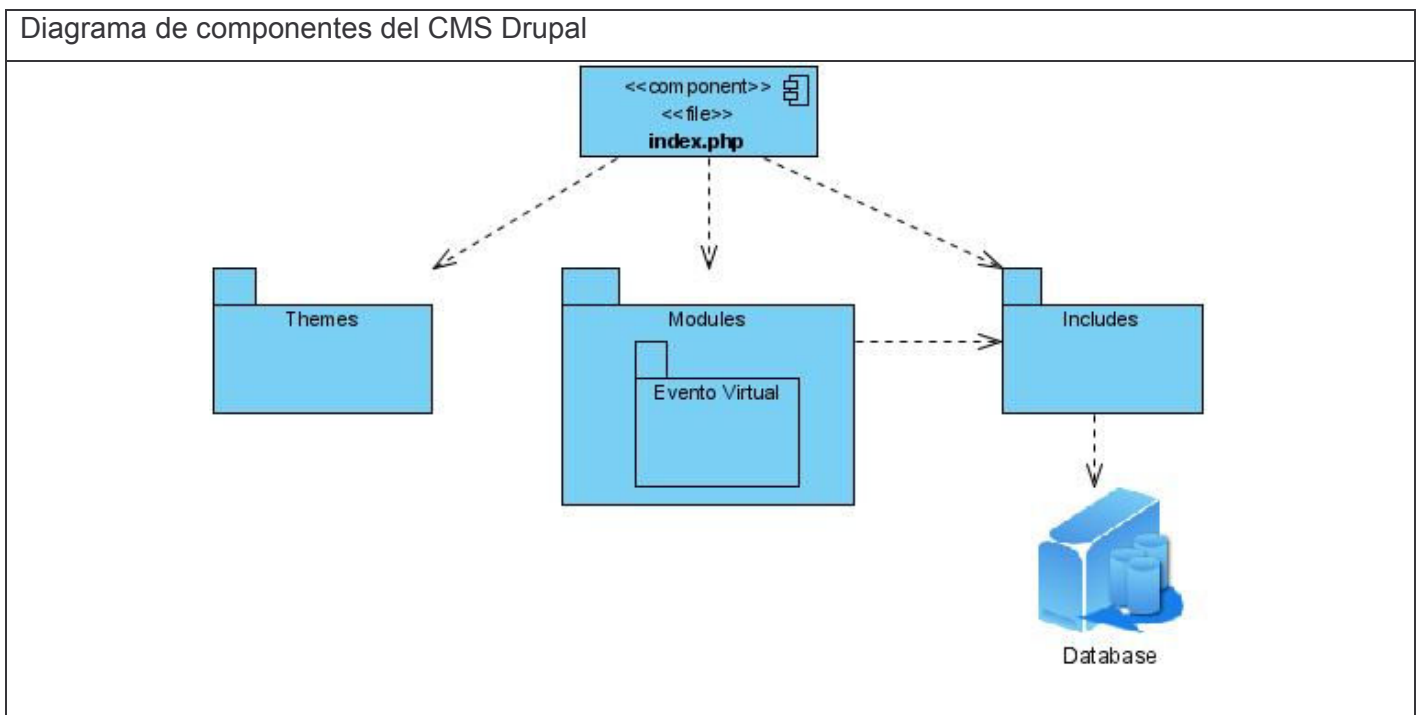 Diagrama de componentes del CMS Drupal
<<component>>
<<file>>
index.php
Themes
Modules
Includes
Evento Virtual
Database